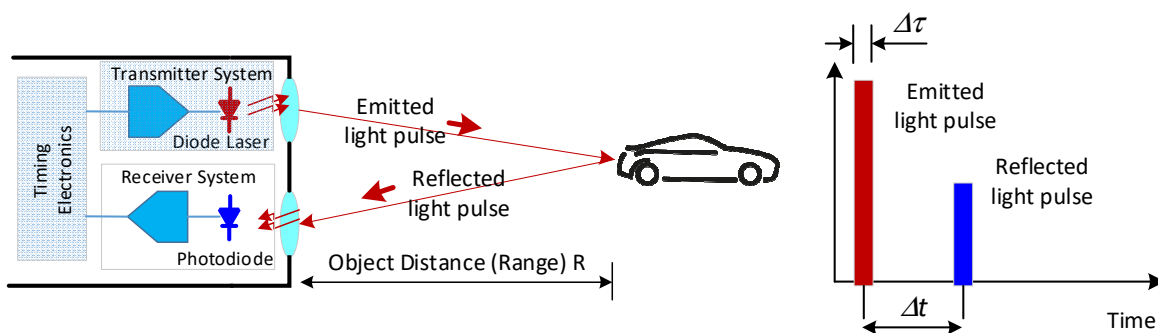 Transmitter System
Diode Laser
Timing
Electronics
Receiver System
Photodiode
Emitted
light pulse
Reflected
light pulse
Object Distance (Range) R
Δτ
Emitted
light pulse
Reflected
light pulse
Δt
Time